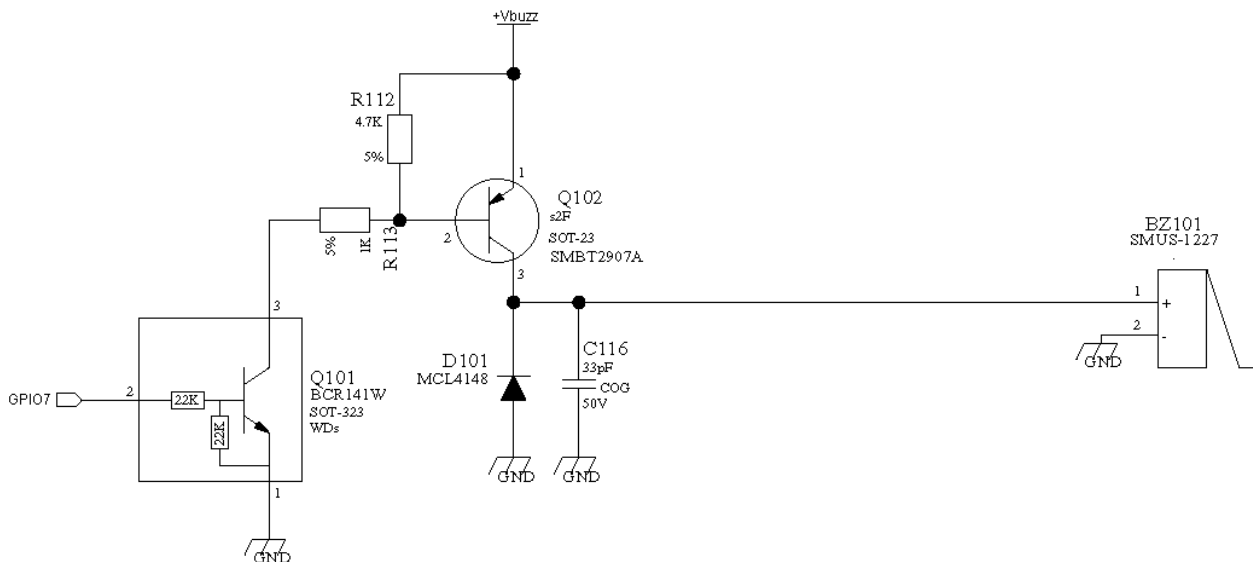 +Vbuzz
R112
4.7K
5%
1
Q102
s2F
SOT-23
SMBT2907A
2
3
5%
1K
R113
BZ101
SMUS-1227
1
+
2
-
GND
3
D101
MCL4148
C116
33pF
COG
50V
GND
GND
GPIO7
2
22K
22K
Q101
BCR141W
SOT-323
WDs
1
GND